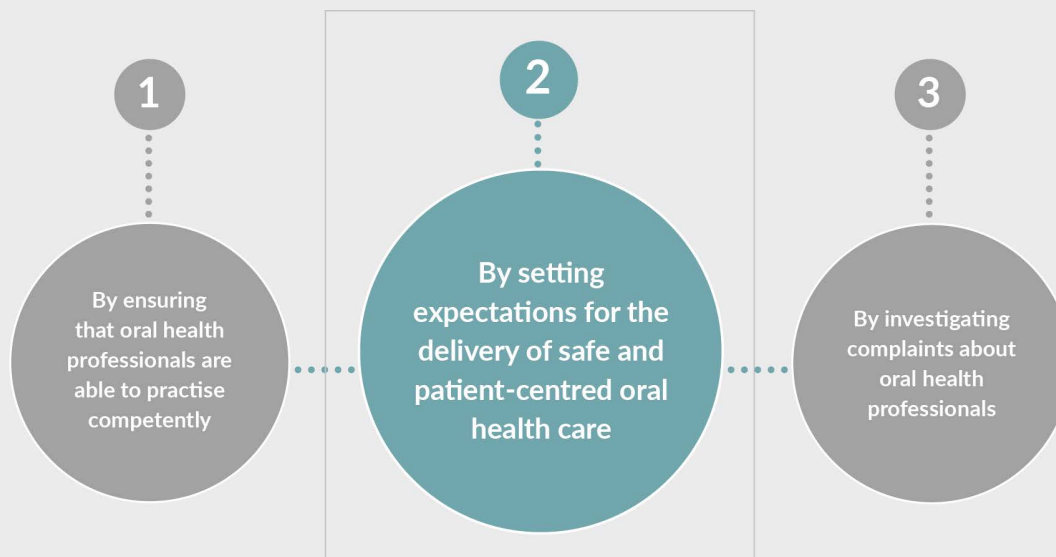 1
By ensuring
that oral health
professionals are
able to practise
competently
2
By setting
expectations for the
delivery of safe and
patient-centred oral
health care
3
By investigating
complaints about
oral health
professionals